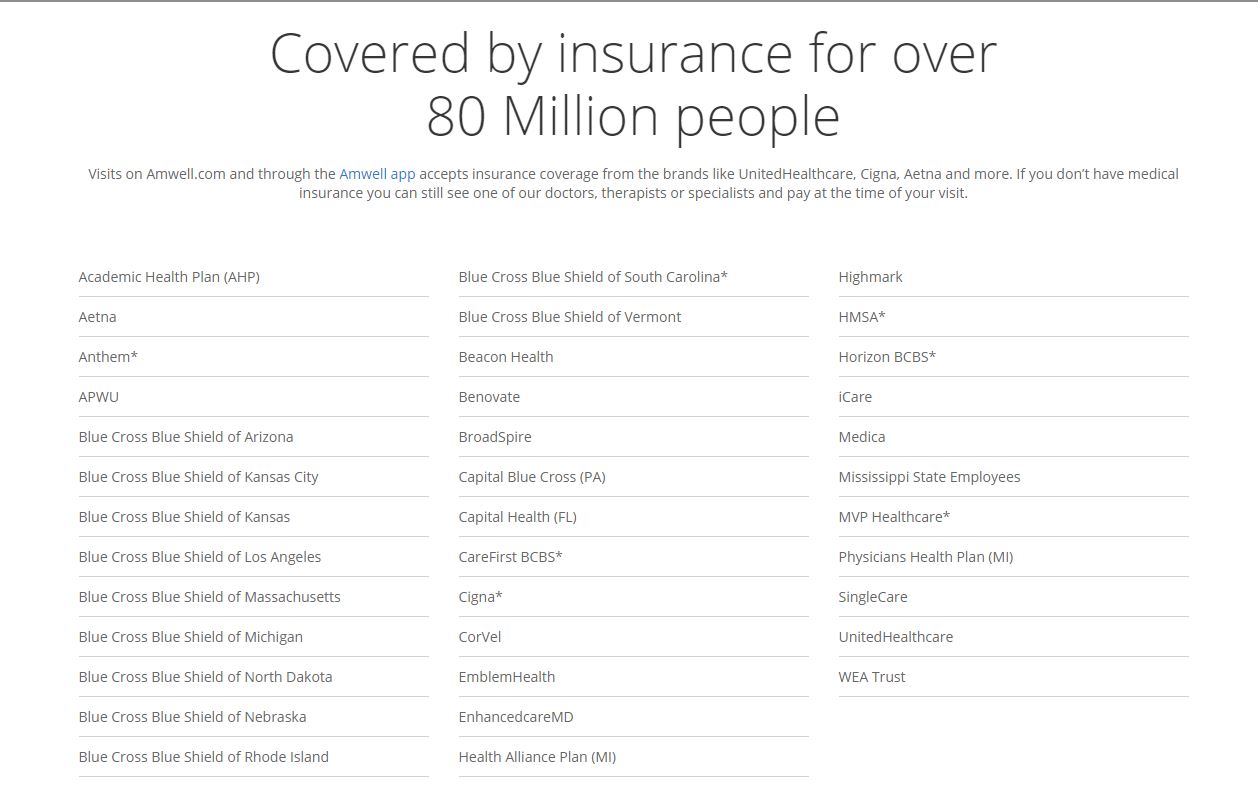 Covered by insurance for over
80 Million people
Visits on Amwell.com and through the Amwell app accepts insurance coverage from the brands like UnitedHealthcare, Cigna, Aetna and more. If you don’t have medical
insurance you can still see one of our doctors, therapists or specialists and pay at the time of your visit.
Academic Health Plan (AHP)
Aetna
Anthem*
APWU
Blue Cross Blue Shield of Arizona
Blue Cross Blue Shield of Kansas City
Blue Cross Blue Shield of Kansas
Blue Cross Blue Shield of Los Angeles
Blue Cross Blue Shield of Massachusetts
Blue Cross Blue Shield of Michigan
Blue Cross Blue Shield of North Dakota
Blue Cross Blue Shield of Nebraska
Blue Cross Blue Shield of Rhode Island
Blue Cross Blue Shield of South Carolina*
Blue Cross Blue Shield of Vermont
Beacon Health
Benovate
BroadSpire
Capital Blue Cross (PA)
Capital Health (FL)
CareFirst BCBS*
Cigna*
CorVel
EmblemHealth
EnhancedcareMD
Health Alliance Plan (MI)
Highmark
HMSA*
Horizon BCBS*
iCare
Medica
Mississippi State Employees
MVP Healthcare*
Physicians Health Plan (MI)
SingleCare
UnitedHealthcare
WEA Trust